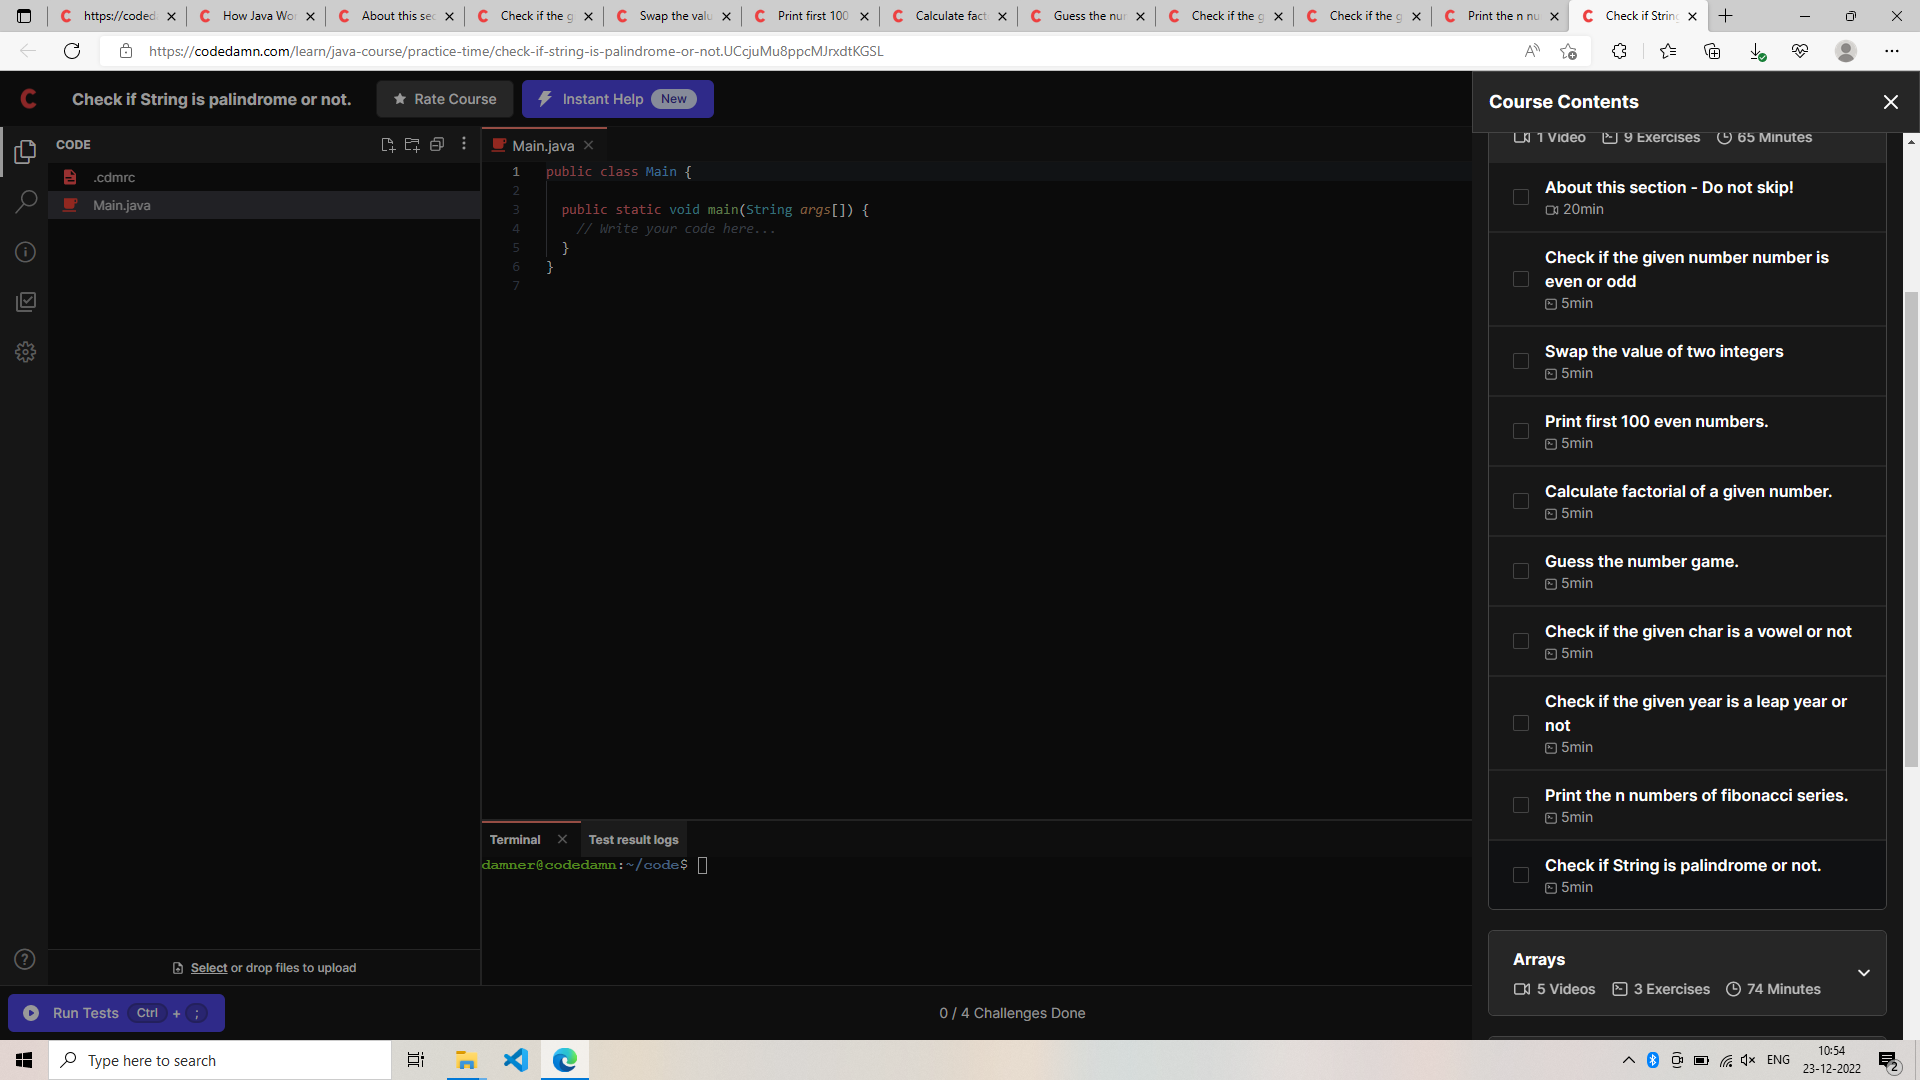 https://coded
How Java Wor
About this sec
Check if the g
Swap the valu
Print first 100
Calculate fact
Guess the nur
Check if the g
Check if the g
Print the n nu
Check if String
https://codedamn.com/learn/java-course/practice-time/check-if-string-is-palindrome-or-not.UCcjuMu8ppcMJrxdtKGSL
Check if String is palindrome or not.
Rate Course
Instant Help New
CODE
.cdmrc
Main.java
Select or drop files to upload
Main.java
1 public class Main {
2
3 public static void main(String args[]) {
4 // Write your code here...
5 }
6 }
7
Terminal
Test result logs
damner@codedamn:~/code$
Run Tests Ctrl + ;
0 / 4 Challenges Done
Course Contents
1 Video 9 Exercises 65 Minutes
About this section - Do not skip!
20min
Check if the given number number is
even or odd
5min
Swap the value of two integers
5min
Print first 100 even numbers.
5min
Calculate factorial of a given number.
5min
Guess the number game.
5min
Check if the given char is a vowel or not
5min
Check if the given year is a leap year or
not
5min
Print the n numbers of fibonacci series.
5min
Check if String is palindrome or not.
5min
Arrays
5 Videos 3 Exercises 74 Minutes
Type here to search
ENG
10:54
23-12-2022
2